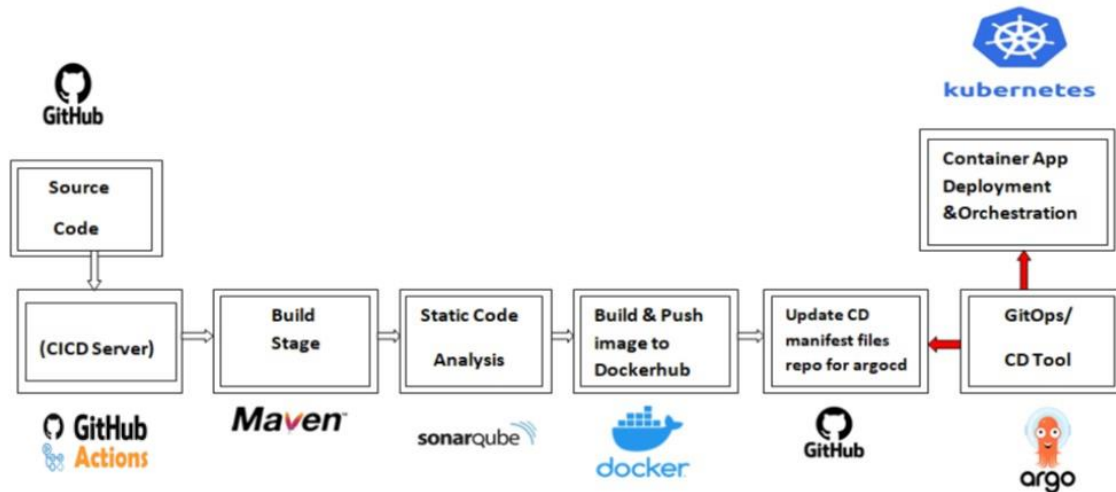 kubernetes
GitHub
Source
Code
Container App
Deployment
&Orchestration
(CICD Server)
Build
Stage
Static Code
Analysis
Build & Push
image to
Dockerhub
Update CD
manifest files
repo for argocd
GitOps/
CD Tool
GitHub
Actions
Maven™
sonarqube
docker
GitHub
argo